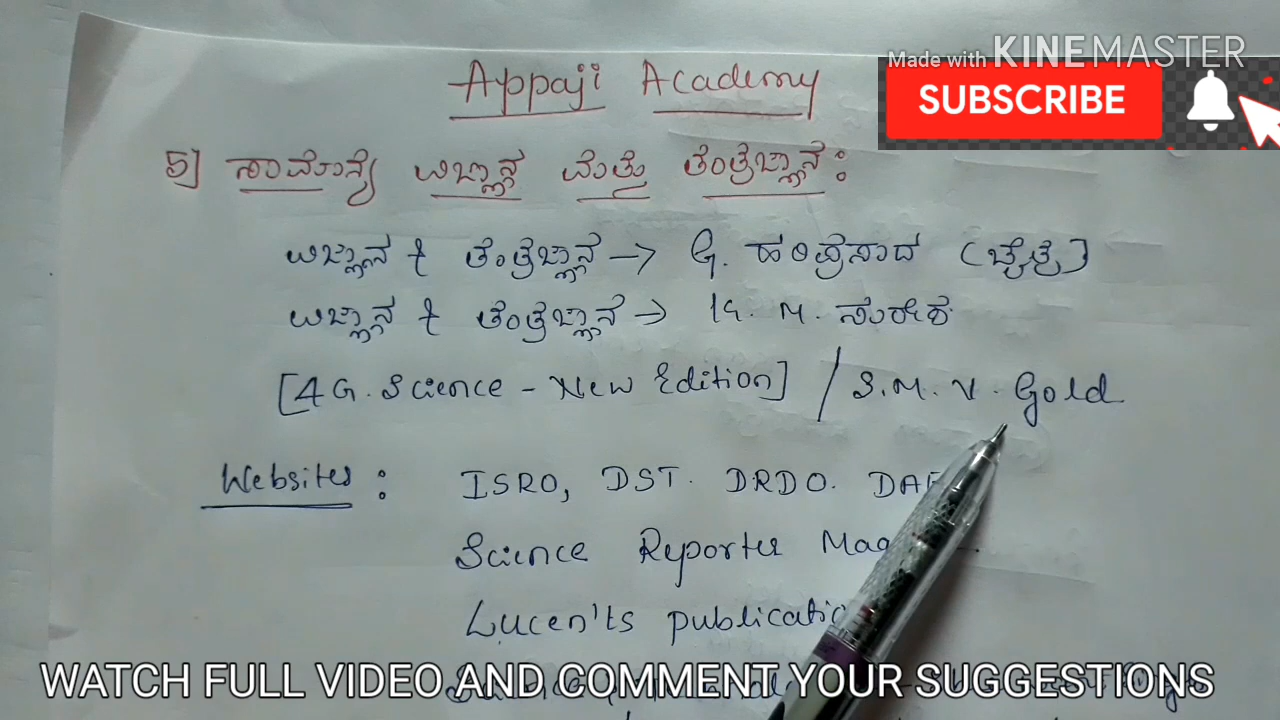 Made with KINEMASTER
SUBSCRIBE
Appaji Academy
5] ಸಾಮಾನ್ಯ ವಿಜ್ಞಾನ ಮತ್ತು ತಂತ್ರಜ್ಞಾನ:
ವಿಜ್ಞಾನ & ತಂತ್ರಜ್ಞಾನ → G. ಹರಿಪ್ರಸಾದ (ಚೈತ್ರ)
ವಿಜ್ಞಾನ & ತಂತ್ರಜ್ಞಾನ → K. M. ಸುರೇಶ
[4G. Science - New Edition] / S.M.V. Gold
Websites: ISRO, DST. DRDO.
Science Reporter
Lucen'ts
WATCH FULL VIDEO AND COMMENT YOUR SUGGESTIONS